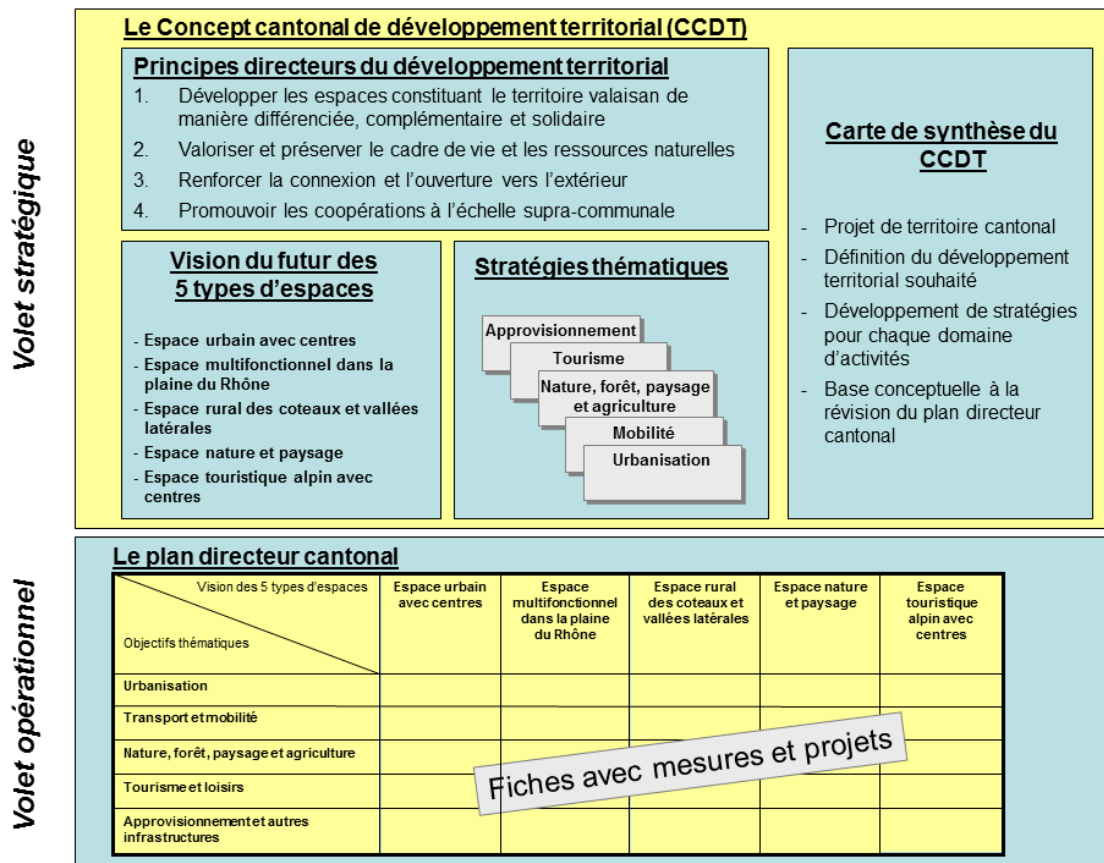 Volet stratégique
Le Concept cantonal de développement territorial (CCDT)
Principes directeurs du développement territorial
1. Développer les espaces constituant le territoire valaisan de
manière différenciée, complémentaire et solidaire
2. Valoriser et préserver le cadre de vie et les ressources naturelles
3. Renforcer la connexion et l'ouverture vers l'extérieur
4. Promouvoir les coopérations à l'échelle supra-communale
Vision du futur des
5 types d'espaces
- Espace urbain avec centres
- Espace multifonctionnel dans la
plaine du Rhône
- Espace rural des coteaux et vallées
latérales
- Espace nature et paysage
- Espace touristique alpin avec
centres
Stratégies thématiques
Approvisionnement
Tourisme
Nature, forêt, paysage
et agriculture
Mobilité
Urbanisation
Carte de synthèse du
CCDT
- Projet de territoire cantonal
- Définition du développement
territorial souhaité
- Développement de stratégies
pour chaque domaine
d'activités
- Base conceptuelle à la
révision du plan directeur
cantonal
Volet opérationnel
Le plan directeur cantonal
Vision des 5 types d'espaces
Objectifs thématiques
Espace urbain
avec centres
Espace
multifonctionnel
dans la plaine
du Rhône
Espace rural
des coteaux et
vallées latérales
Espace nature
et paysage
Espace
touristique
alpin avec
centres
Urbanisation
Transport et mobilité
Nature, forêt, paysage et agriculture
Tourisme et loisirs
Approvisionnement et autres
infrastructures
Fiches avec mesures et projets